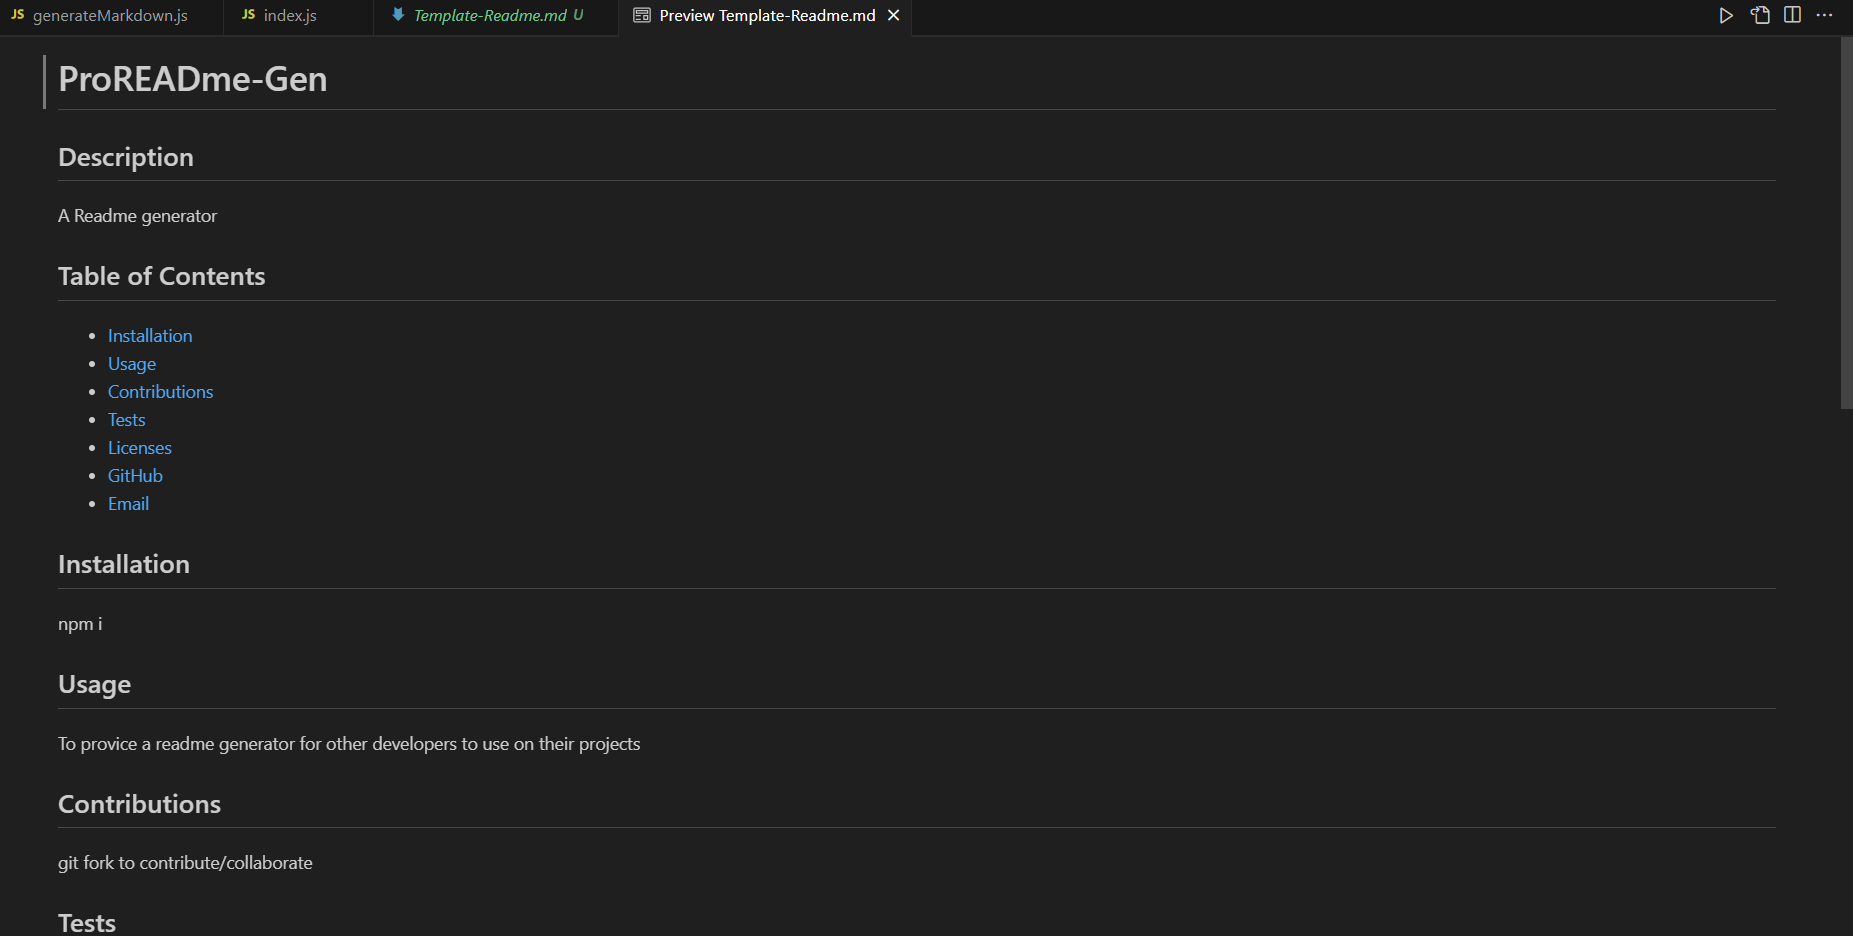 JS generateMarkdown.js JS index.js Template-Readme.md U Preview Template-Readme.md
ProREADme-Gen
Description
A Readme generator
Table of Contents
• Installation
• Usage
• Contributions
• Tests
• Licenses
• GitHub
• Email
Installation
npm i
Usage
To provice a readme generator for other developers to use on their projects
Contributions
git fork to contribute/collaborate
Tests